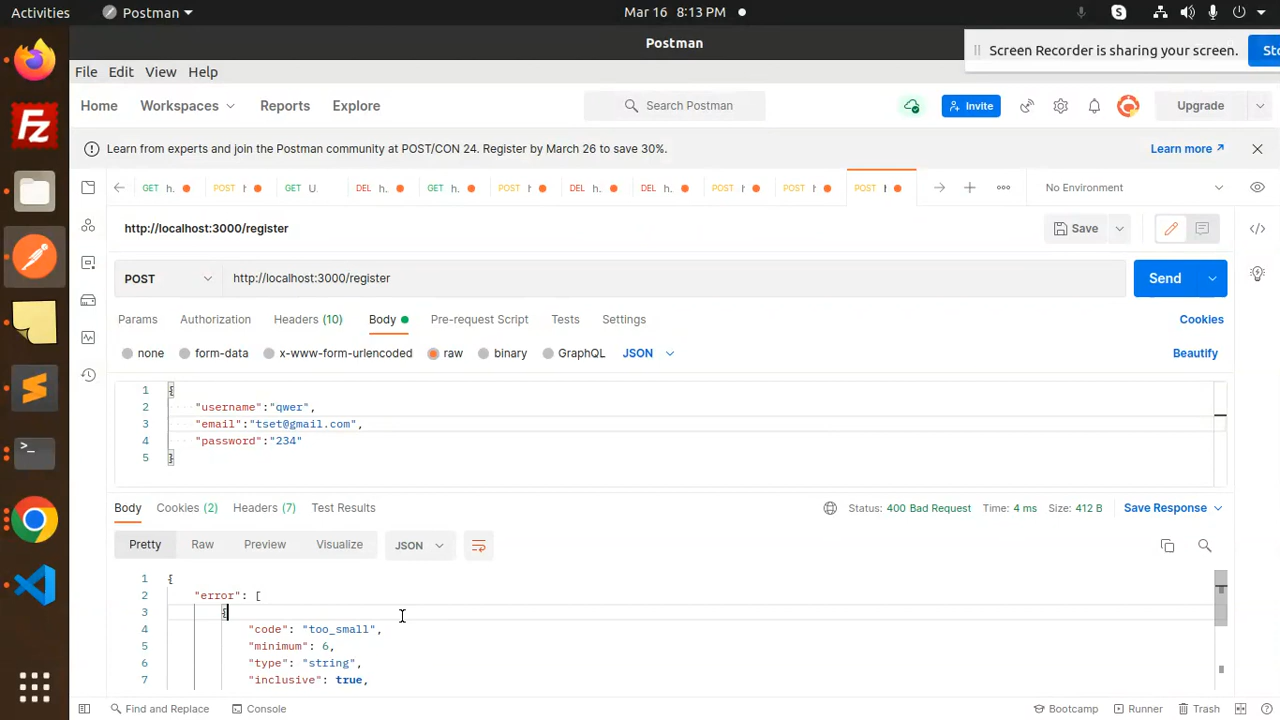 Activities Postman Mar 16 8:13 PM
Postman
Screen Recorder is sharing your screen. Sto
File Edit View Help
Home Workspaces Reports Explore Search Postman Invite Upgrade
Learn from experts and join the Postman community at POST/CON 24. Register by March 26 to save 30%. Learn more
GET h. POST h GET U. DEL h. GET h. POST h DEL h. DEL h. POST h POST h POST h No Environment
http://localhost:3000/register Save
POST http://localhost:3000/register Send
Params Authorization Headers (10) Body Pre-request Script Tests Settings Cookies
none form-data x-www-form-urlencoded raw binary GraphQL JSON Beautify
1 {
2 "username":"qwer",
3 "email":"tset@gmail.com",
4 "password":"234"
5 }
Body Cookies (2) Headers (7) Test Results Status: 400 Bad Request Time: 4 ms Size: 412 B Save Response
Pretty Raw Preview Visualize JSON
1 {
2 "error": [
3 {
4 "code": "too_small",
5 "minimum": 6,
6 "type": "string",
7 "inclusive": true,
Find and Replace Console Bootcamp Runner Trash